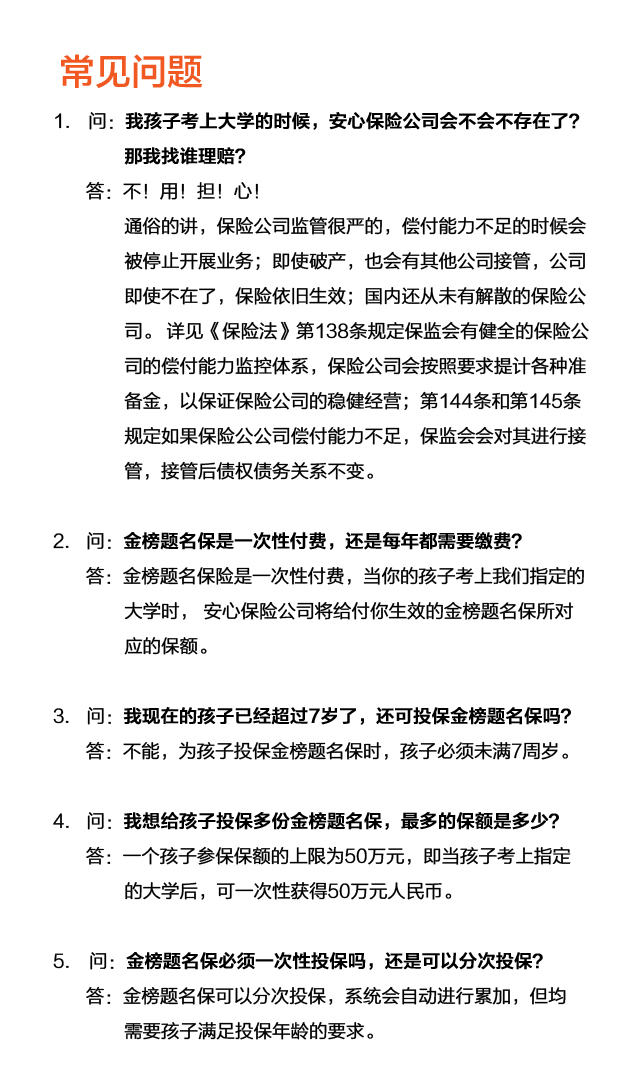 常见问题
1. 问：我孩子考上大学的时候，安心保险公司会不会不存在了？
那我找谁理赔？
答：不！用！担！心！
通俗的讲，保险公司监管很严的，偿付能力不足的时候会
被停止开展业务；即使破产，也会有其他公司接管，公司
即使不在了，保险依旧生效；国内还从未有解散的保险公
司。详见《保险法》第138条规定保监会有健全的保险公
司的偿付能力监控体系，保险公司会按照要求提计各种准
备金，以保证保险公司的稳健经营；第144条和第145条
规定如果保险公公司偿付能力不足，保监会会对其进行接
管，接管后债权债务关系不变。
2. 问：金榜题名保是一次性付费，还是每年都需要缴费？
答：金榜题名保险是一次性付费，当你的孩子考上我们指定的
大学时， 安心保险公司将给付你生效的金榜题名保所对
应的保额。
3. 问：我现在的孩子已经超过7岁了，还可投保金榜题名保吗？
答：不能，为孩子投保金榜题名保时，孩子必须未满7周岁。
4. 问：我想给孩子投保多份金榜题名保，最多的保额是多少？
答：一个孩子参保保额的上限为50万元，即当孩子考上指定
的大学后，可一次性获得50万元人民币。
5. 问：金榜题名保必须一次性投保吗，还是可以分次投保？
答：金榜题名保可以分次投保，系统会自动进行累加，但均
需要孩子满足投保年龄的要求。